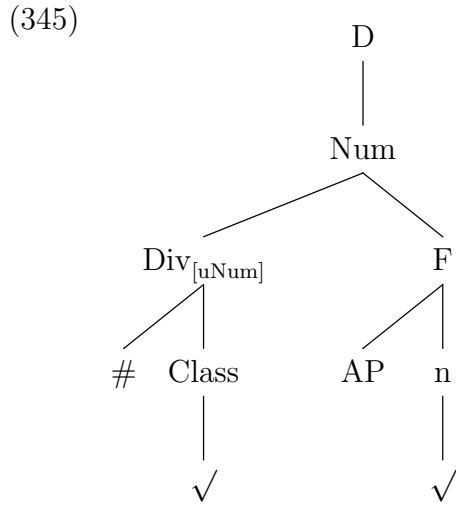 (345)
D
Num
Div[uNum] F
# Class AP n
√ √